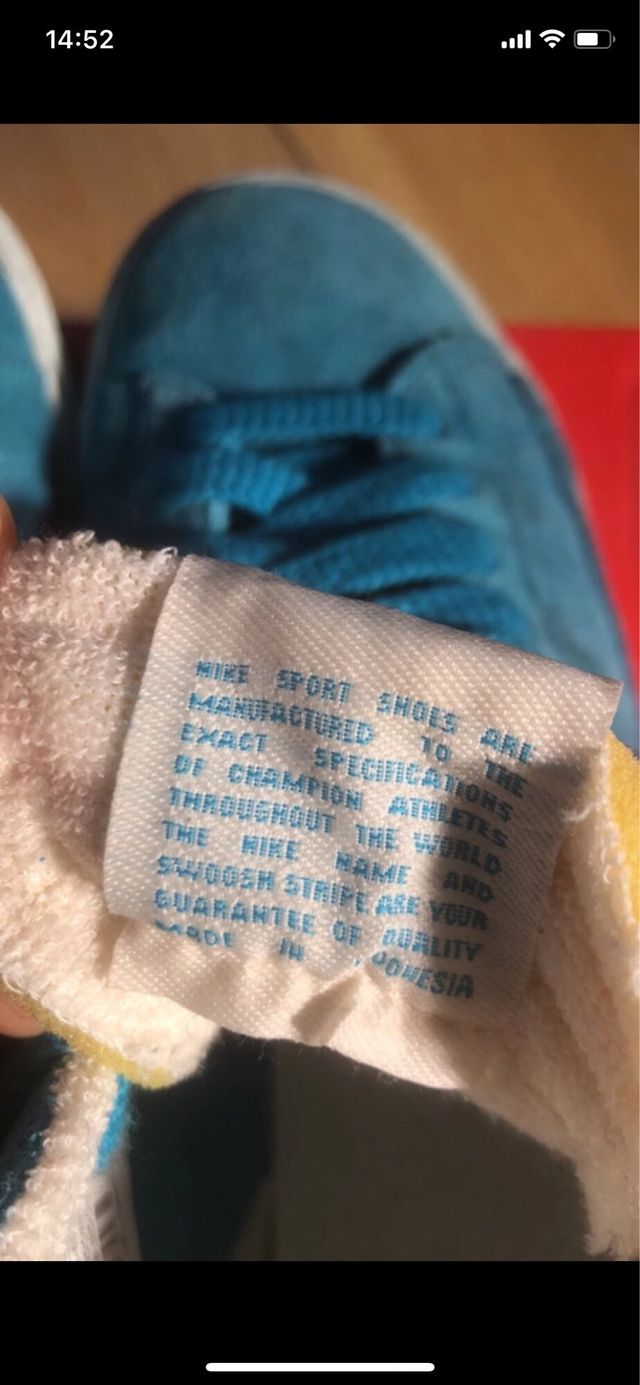 14:52
NIKE SPORT SHOES ARE
MANUFACTURED TO THE
EXACT SPECIFICATIONS
OF CHAMPION ATHLETES
THROUGHOUT THE WORLD
THE NIKE NAME AND
SWOOSH STRIPE ARE YOUR
GUARANTEE OF QUALITY
MADE IN